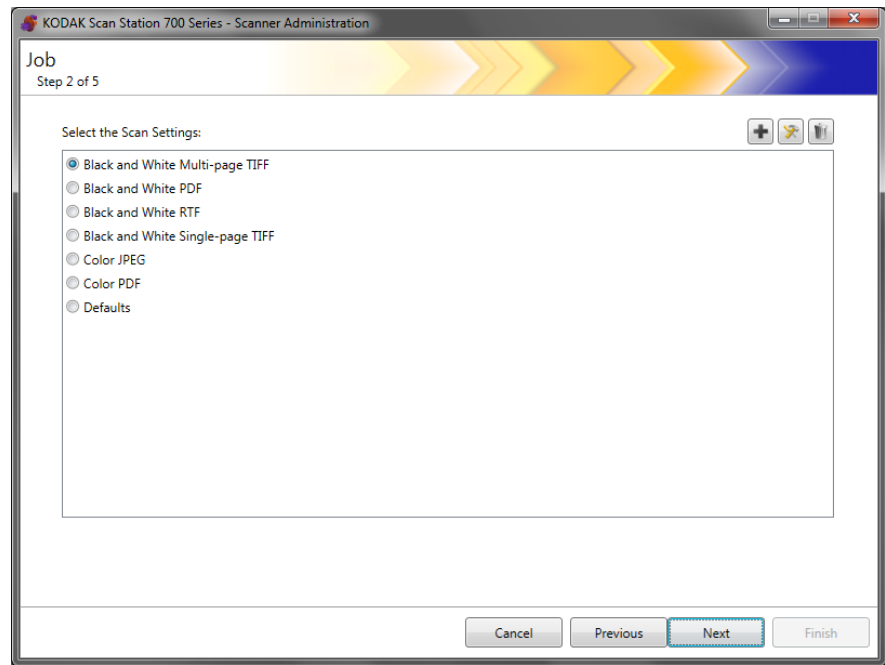 KODAK Scan Station 700 Series - Scanner Administration
Job
Step 2 of 5
Select the Scan Settings:
Black and White Multi-page TIFF
Black and White PDF
Black and White RTF
Black and White Single-page TIFF
Color JPEG
Color PDF
Defaults
Cancel Previous Next Finish